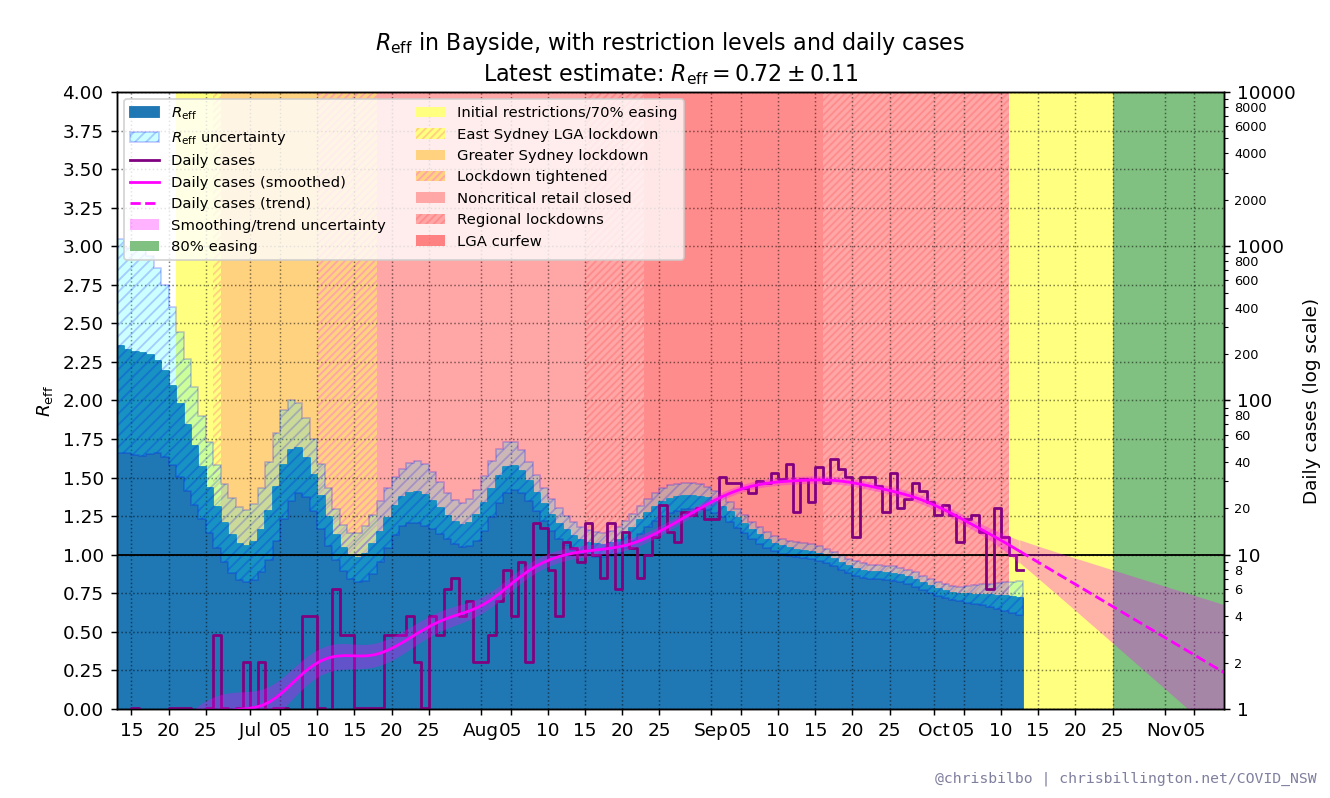 R_eff in Bayside, with restriction levels and daily cases
Latest estimate: R_eff = 0.72 ± 0.11
R_eff
R_eff uncertainty
Daily cases
Daily cases (smoothed)
Daily cases (trend)
Smoothing/trend uncertainty
80% easing
Initial restrictions/70% easing
East Sydney LGA lockdown
Greater Sydney lockdown
Lockdown tightened
Noncritical retail closed
Regional lockdowns
LGA curfew
R_eff
4.00
3.75
3.50
3.25
3.00
2.75
2.50
2.25
2.00
1.75
1.50
1.25
1.00
0.75
0.50
0.25
0.00
10000
8000
6000
4000
2000
1000
800
600
400
200
100
80
60
40
20
10
8
6
4
2
1
Daily cases (log scale)
15 20 25 Jul 05 10 15 20 25 Aug 05 10 15 20 25 Sep 05 10 15 20 25 Oct 05 10 15 20 25 Nov 05
@chrisbilbo | chrisbillington.net/COVID_NSW